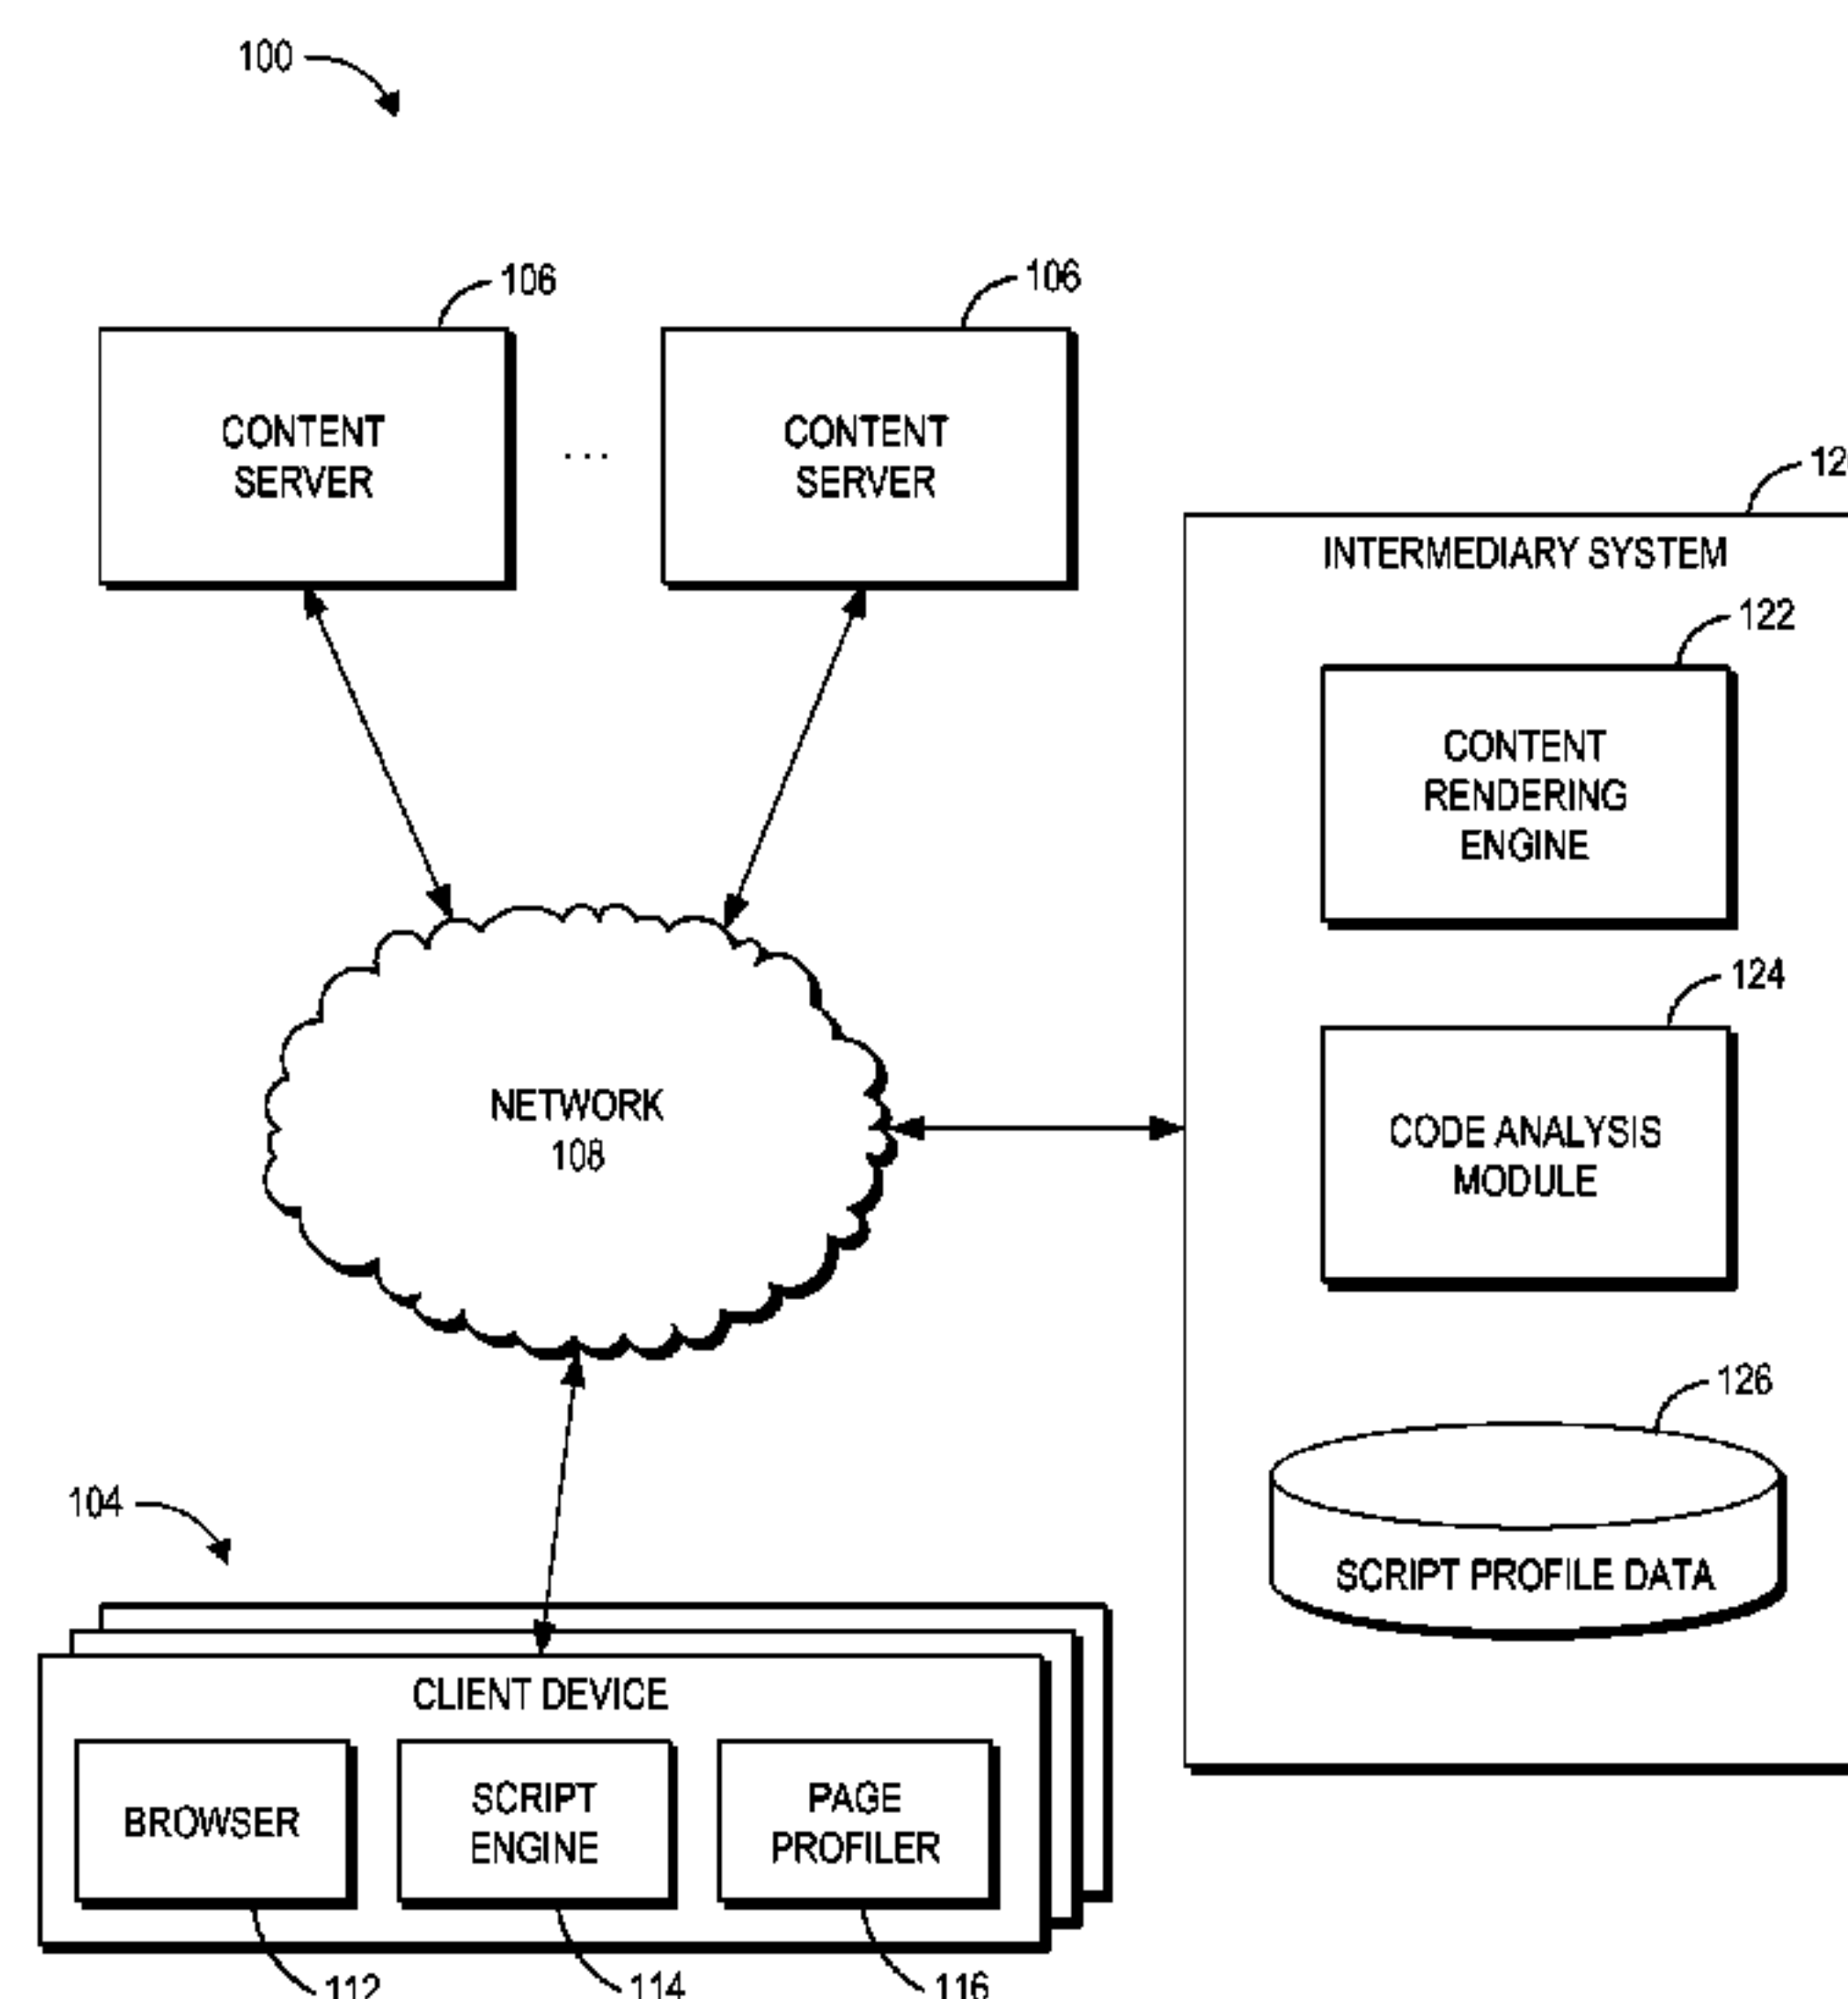 100
106
106
CONTENT
SERVER
...
CONTENT
SERVER
INTERMEDIARY SYSTEM
122
CONTENT
RENDERING
ENGINE
124
CODE ANALYSIS
MODULE
NETWORK
108
126
SCRIPT PROFILE DATA
104
CLIENT DEVICE
BROWSER
SCRIPT
ENGINE
PAGE
PROFILER
112
114
116